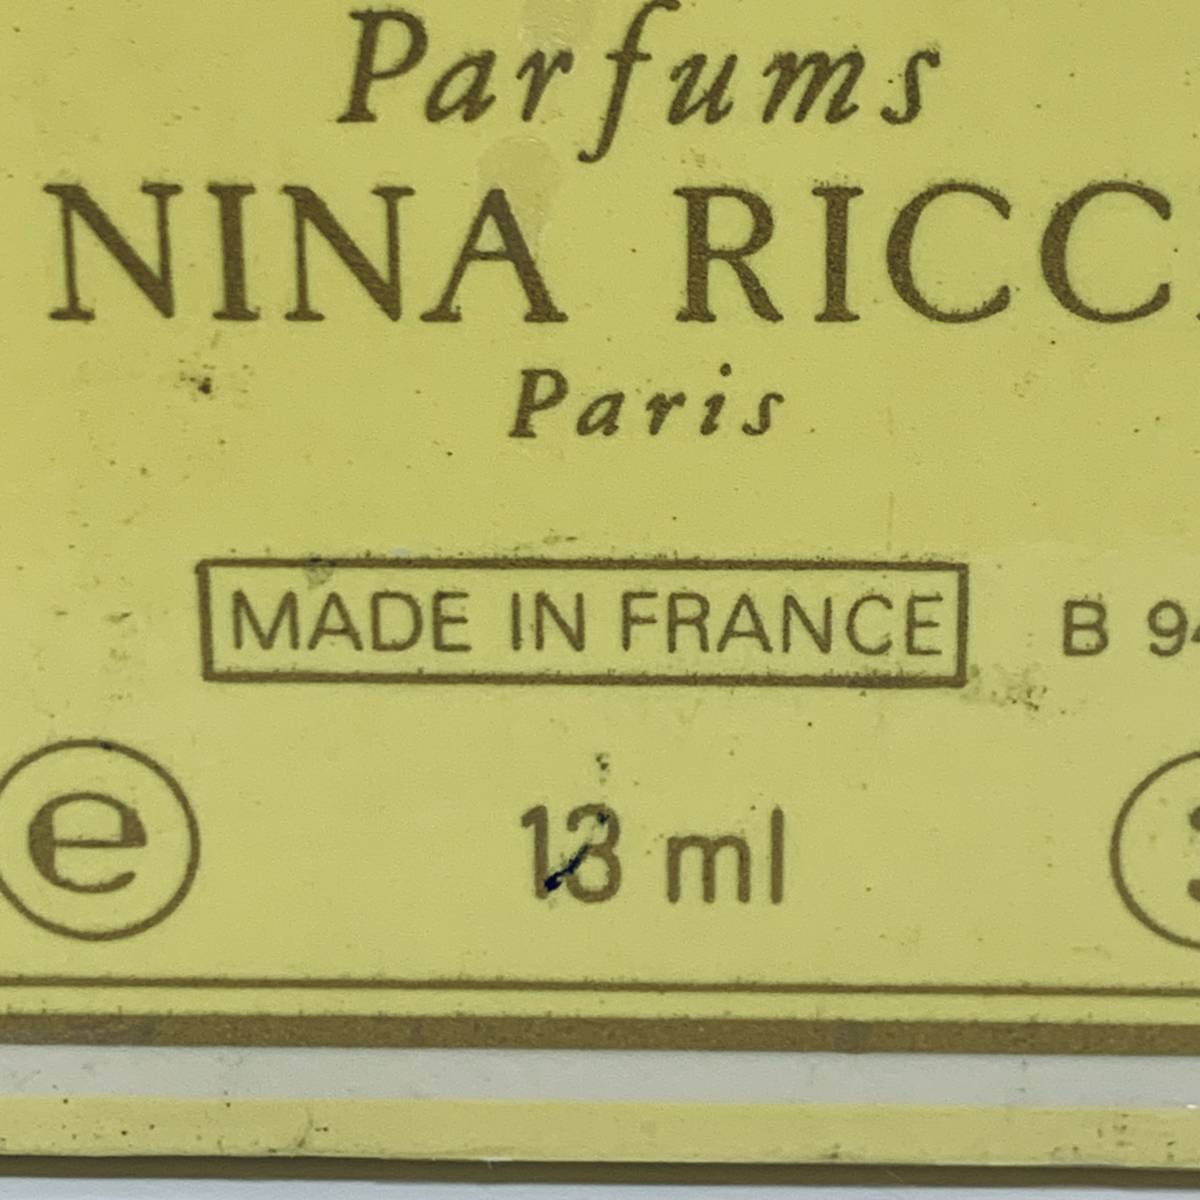 Parfums
NINA RICC
Paris
MADE IN FRANCE
B 9
e
13 ml